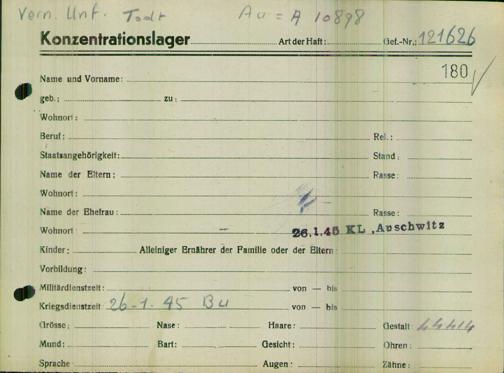 Vern. Unf. Todt Au = A 10898
Konzentrationslager Art der Haft: Gef.-Nr.: 121626
180
Name und Vorname:
geb.: zu:
Wohnort:
Beruf: Rel.:
Staatsangehörigkeit: Stand:
Name der Eltern: Rasse:
Wohnort:
Name der Ehefrau: Rasse:
Wohnort 26.1.45 KL. Auschwitz
Kinder: Alleiniger Ernährer der Familie oder der Eltern
Vorbildung:
Militärdienstzeit: von — bis
Kriegsdienstzeit 26-1-45 Bu von — bis
Grösse: Nase: Haare: Gestalt:
Mund: Bart: Gesicht: Ohren:
Sprache Augen: Zähne: